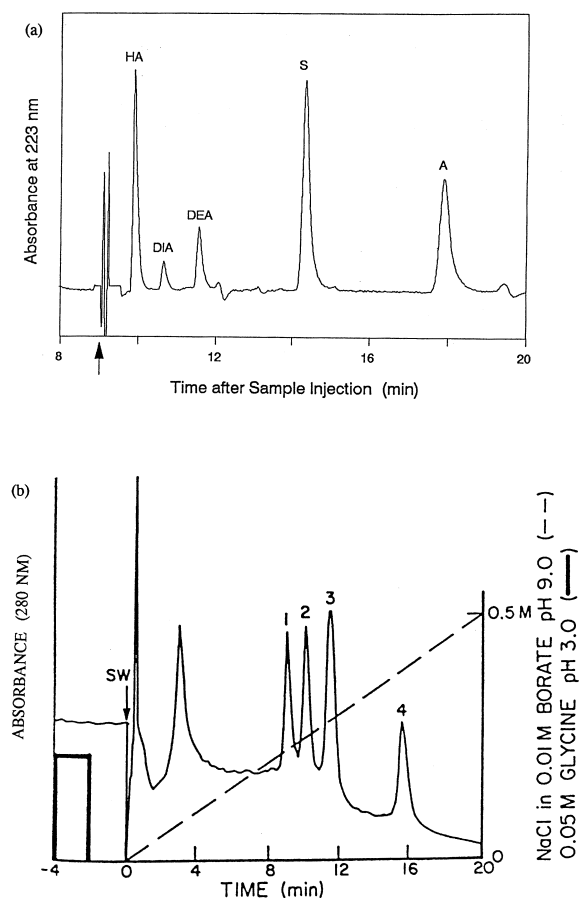 (a)
HA
DIA
DEA
S
A
Absorbance at 223 nm
8 12 16 20
Time after Sample Injection (min)
(b)
ABSORBANCE (280 NM)
SW
1 2 3 4
0.5 M
0
-4 0 4 8 12 16 20
TIME (min)
NaCl in 0.01M BORATE pH 9.0 (— —)
0.05M GLYCINE pH 3.0 (——)